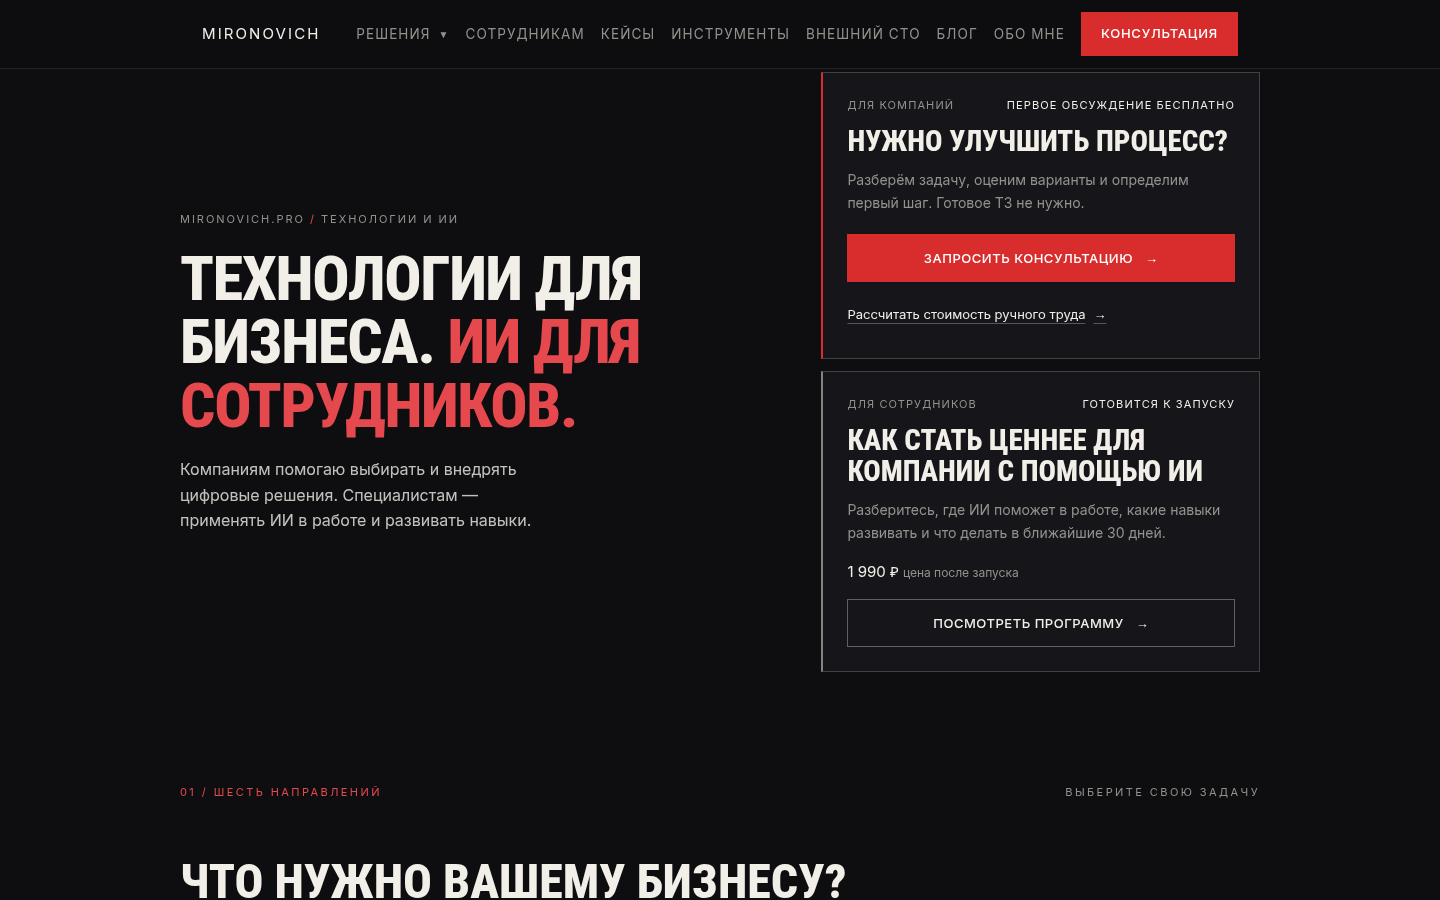 MIRONOVICH
РЕШЕНИЯ ▼
СОТРУДНИКАМ
КЕЙСЫ
ИНСТРУМЕНТЫ
ВНЕШНИЙ CTO
БЛОГ
ОБО МНЕ
КОНСУЛЬТАЦИЯ
MIRONOVICH.PRO / ТЕХНОЛОГИИ И ИИ
ТЕХНОЛОГИИ ДЛЯ
БИЗНЕСА. ИИ ДЛЯ
СОТРУДНИКОВ.
Компаниям помогаю выбирать и внедрять
цифровые решения. Специалистам —
применять ИИ в работе и развивать навыки.
ДЛЯ КОМПАНИЙ
ПЕРВОЕ ОБСУЖДЕНИЕ БЕСПЛАТНО
НУЖНО УЛУЧШИТЬ ПРОЦЕСС?
Разберём задачу, оценим варианты и определим
первый шаг. Готовое ТЗ не нужно.
ЗАПРОСИТЬ КОНСУЛЬТАЦИЮ →
Рассчитать стоимость ручного труда →
ДЛЯ СОТРУДНИКОВ
ГОТОВИТСЯ К ЗАПУСКУ
КАК СТАТЬ ЦЕННЕЕ ДЛЯ
КОМПАНИИ С ПОМОЩЬЮ ИИ
Разберитесь, где ИИ поможет в работе, какие навыки
развивать и что делать в ближайшие 30 дней.
1 990 ₽ цена после запуска
ПОСМОТРЕТЬ ПРОГРАММУ →
01 / ШЕСТЬ НАПРАВЛЕНИЙ
ВЫБЕРИТЕ СВОЮ ЗАДАЧУ
ЧТО НУЖНО ВАШЕМУ БИЗНЕСУ?